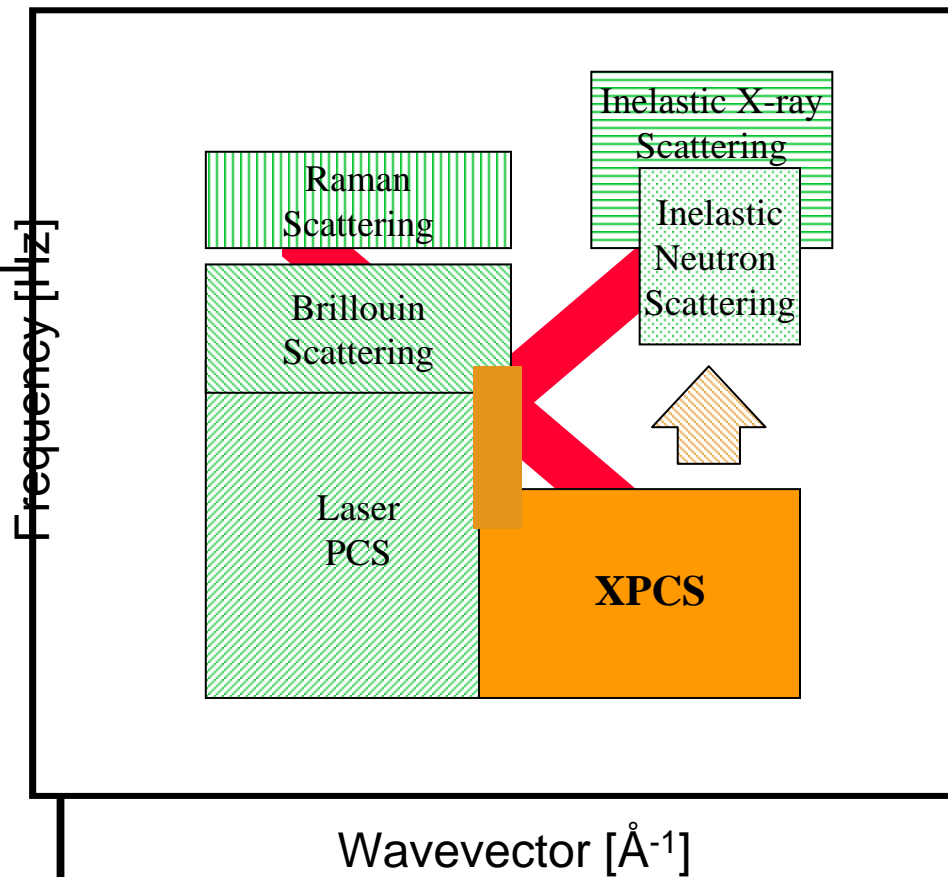 Inelastic X-ray
Scattering
Raman
Scattering
Inelastic
Neutron
Scattering
Brillouin
Scattering
Laser
PCS
XPCS
Frequency [Hz]
Wavevector [Å-1]